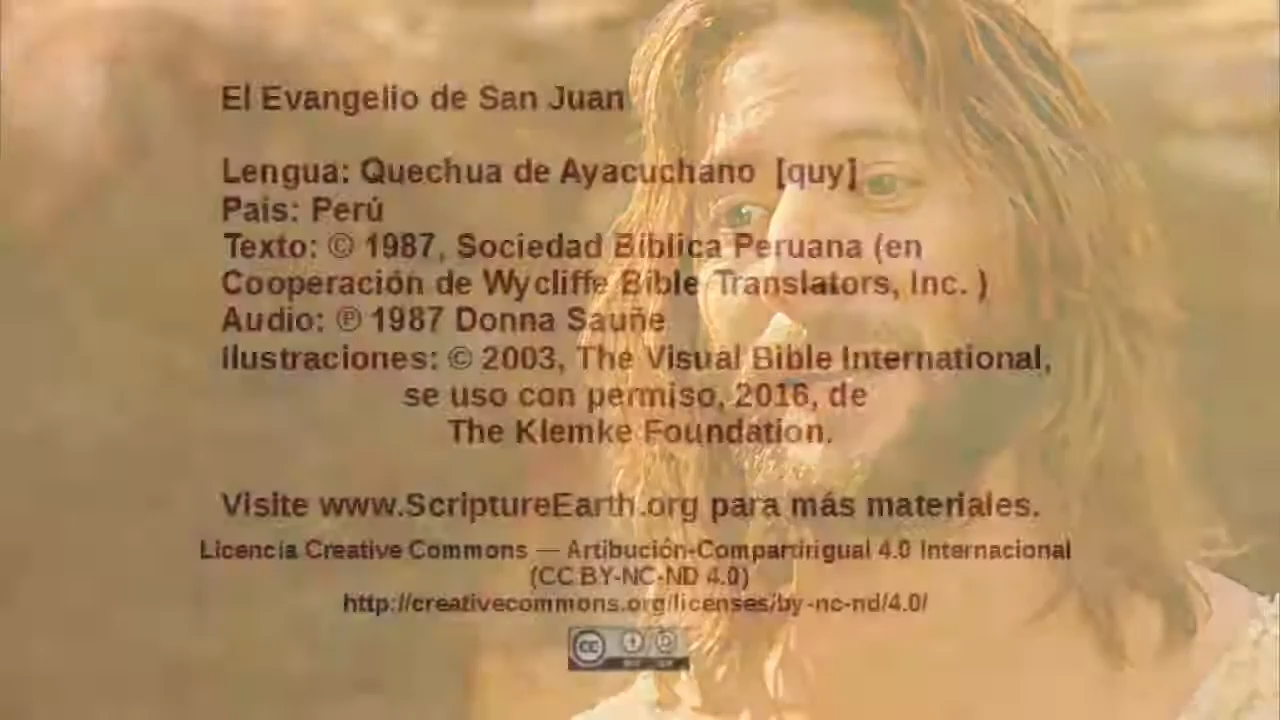 El Evangelio de San Juan
Lengua: Quechua de Ayacuchano [quy]
Pais: Perú
Texto: © 1987, Sociedad Bíblica Peruana (en
Cooperación de Wycliffe Bible Translators, Inc. )
Audio: ℗ 1987 Donna Sauñe
Ilustraciones: © 2003, The Visual Bible International,
se uso con permiso, 2016, de
The Klemke Foundation.
Visite www.ScriptureEarth.org para más materiales.
Licencia Creative Commons — Artibución-Compartirigual 4.0 Internacional
(CC BY-NC-ND 4.0)
http://creativecommons.org/licenses/by-nc-nd/4.0/
cc